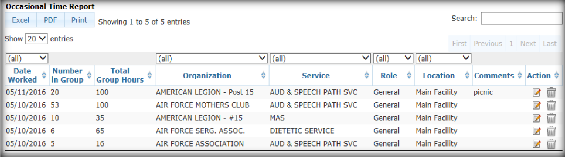 Occasional Time Report
Excel PDF Print Showing 1 to 5 of 5 entries Search:
Show 20 entries
First Previous 1 Next Last
(all) (all) (all) (all) (all)
Date Worked Number in Group Total Group Hours Organization Service Role Location Comments Action
05/11/2016 20 100 AMERICAN LEGION - Post 15 AUD & SPEECH PATH SVC General Main Facility picnic
05/10/2016 53 100 AIR FORCE MOTHERS CLUB AUD & SPEECH PATH SVC General Main Facility
05/10/2016 10 35 AMERICAN LEGION - #15 MAS General Main Facility
05/10/2016 6 65 AIR FORCE SERG. ASSOC. DIETETIC SERVICE General Main Facility
05/10/2016 5 16 AIR FORCE ASSOCIATION AUD & SPEECH PATH SVC General Main Facility